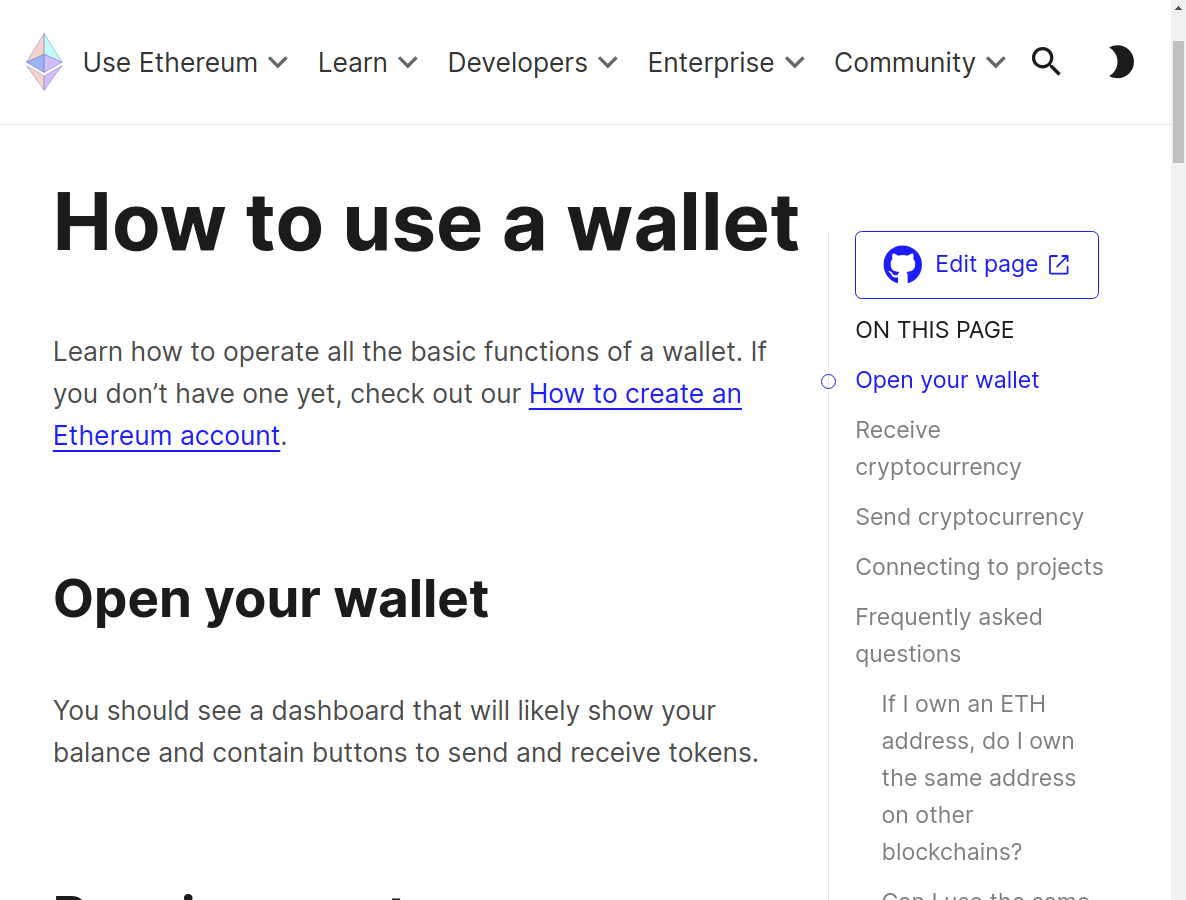 Use Ethereum Learn Developers Enterprise Community
How to use a wallet
Learn how to operate all the basic functions of a wallet. If
you don’t have one yet, check out our How to create an
Ethereum account.
Open your wallet
You should see a dashboard that will likely show your
balance and contain buttons to send and receive tokens.
Edit page
ON THIS PAGE
Open your wallet
Receive
cryptocurrency
Send cryptocurrency
Connecting to projects
Frequently asked
questions
If I own an ETH
address, do I own
the same address
on other
blockchains?
Can I use the same